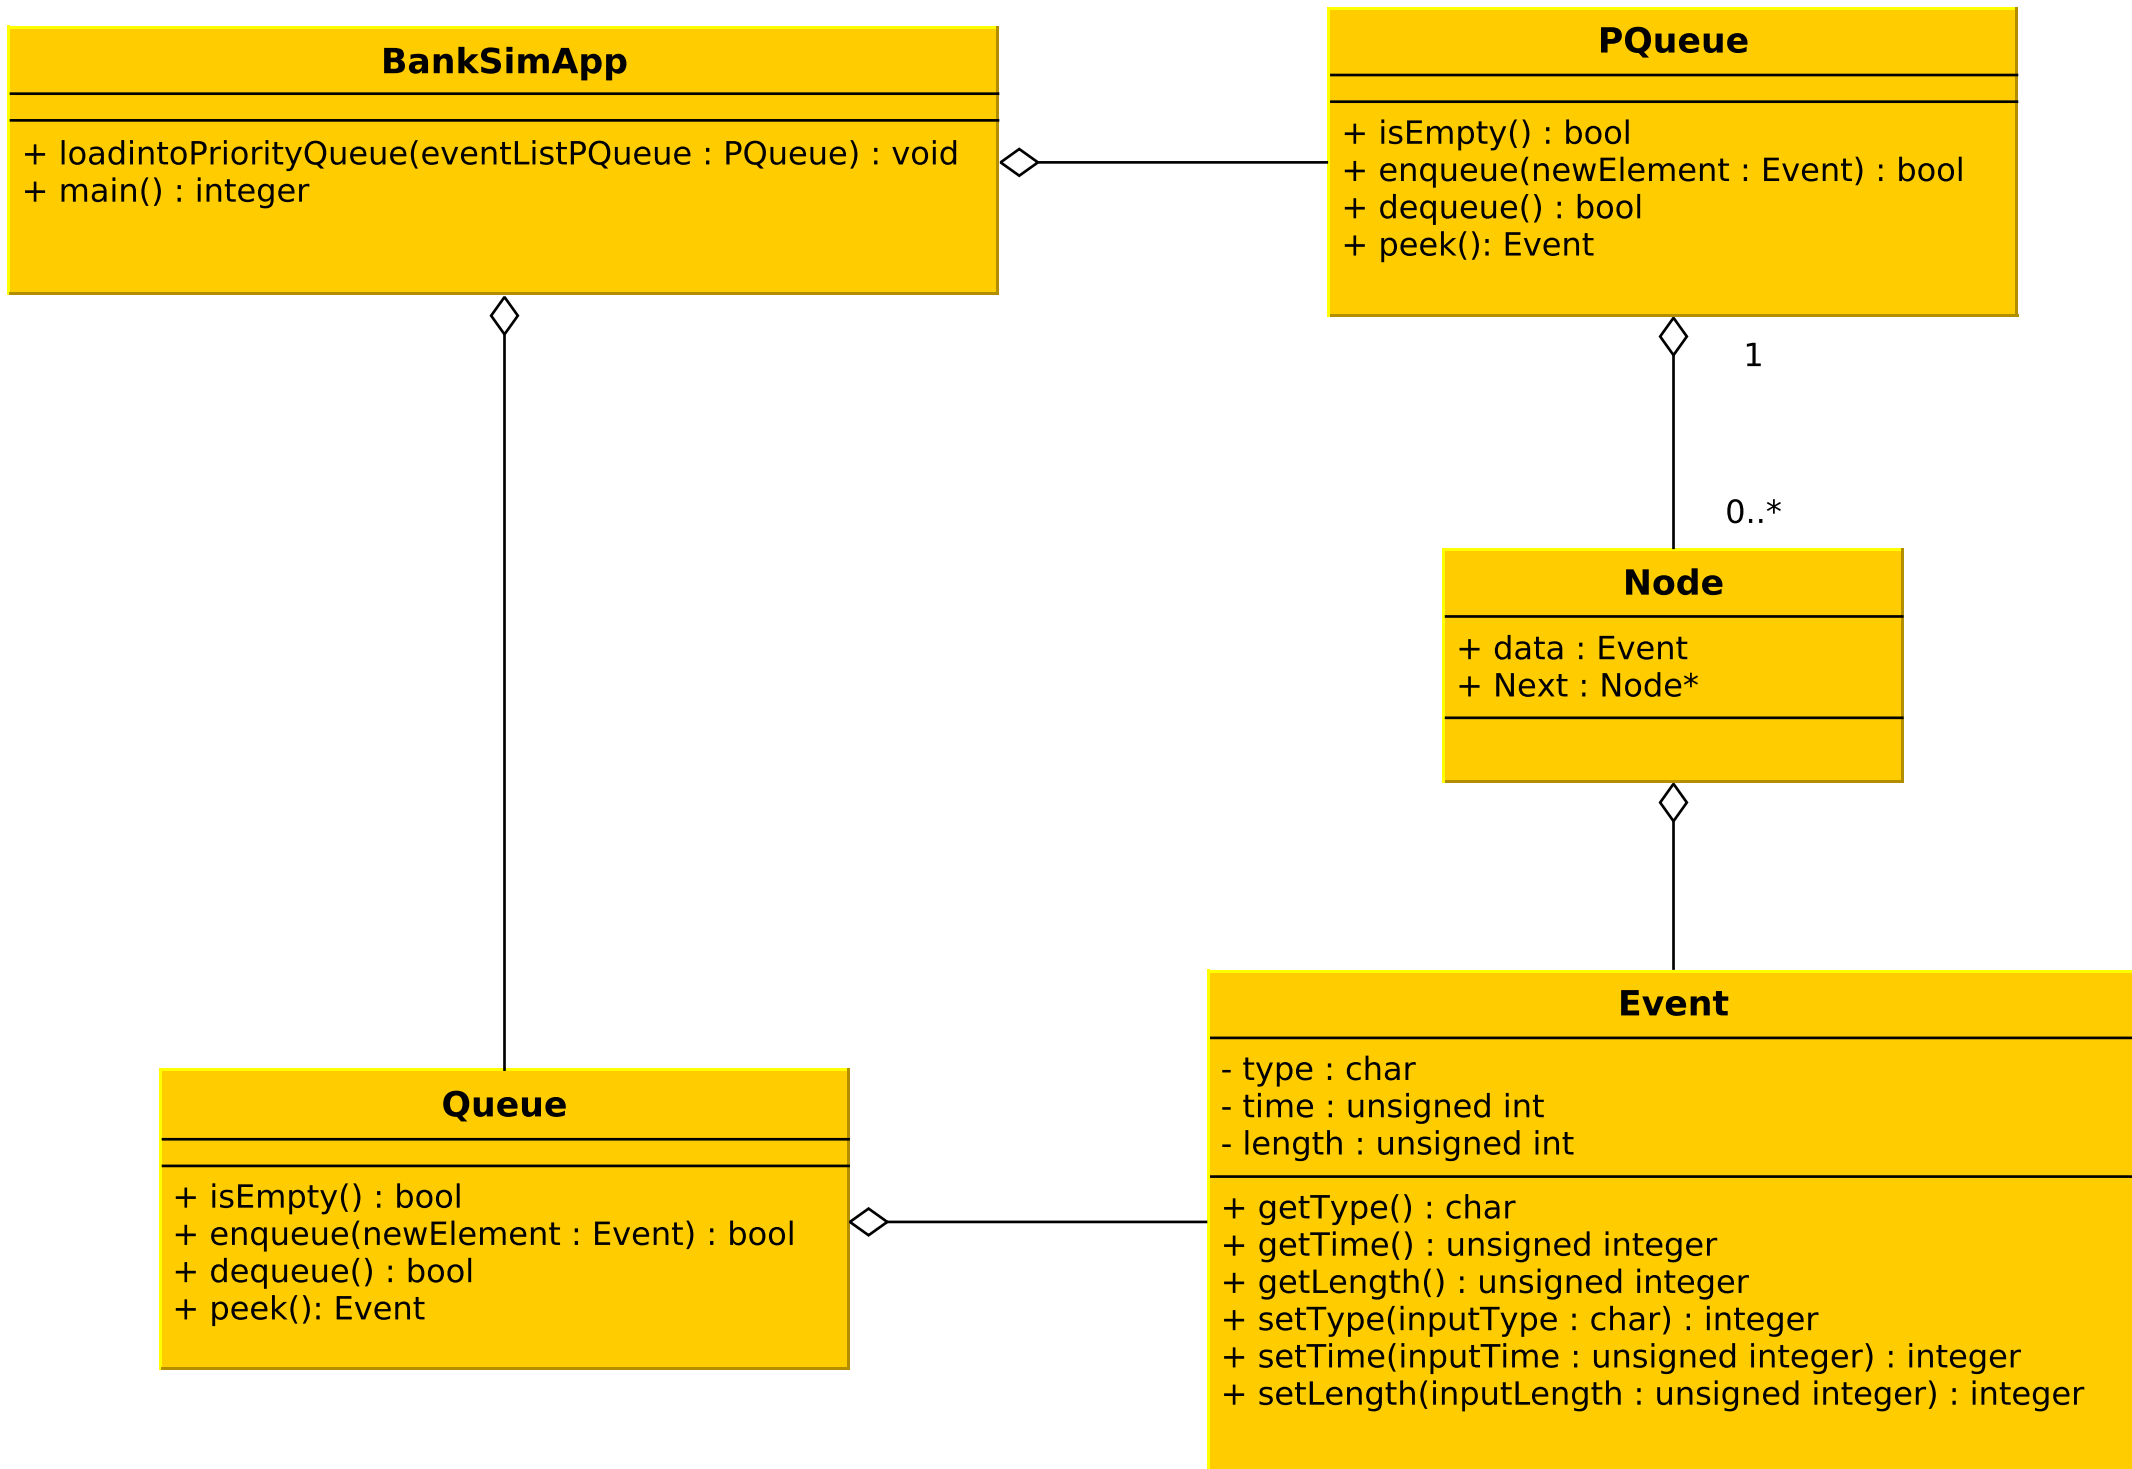 BankSimApp
+ loadintoPriorityQueue(eventListPQueue : PQueue) : void
+ main() : integer
PQueue
+ isEmpty() : bool
+ enqueue(newElement : Event) : bool
+ dequeue() : bool
+ peek(): Event
1
0..*
Node
+ data : Event
+ Next : Node*
Event
- type : char
- time : unsigned int
- length : unsigned int
+ getType() : char
+ getTime() : unsigned integer
+ getLength() : unsigned integer
+ setType(inputType : char) : integer
+ setTime(inputTime : unsigned integer) : integer
+ setLength(inputLength : unsigned integer) : integer
Queue
+ isEmpty() : bool
+ enqueue(newElement : Event) : bool
+ dequeue() : bool
+ peek(): Event